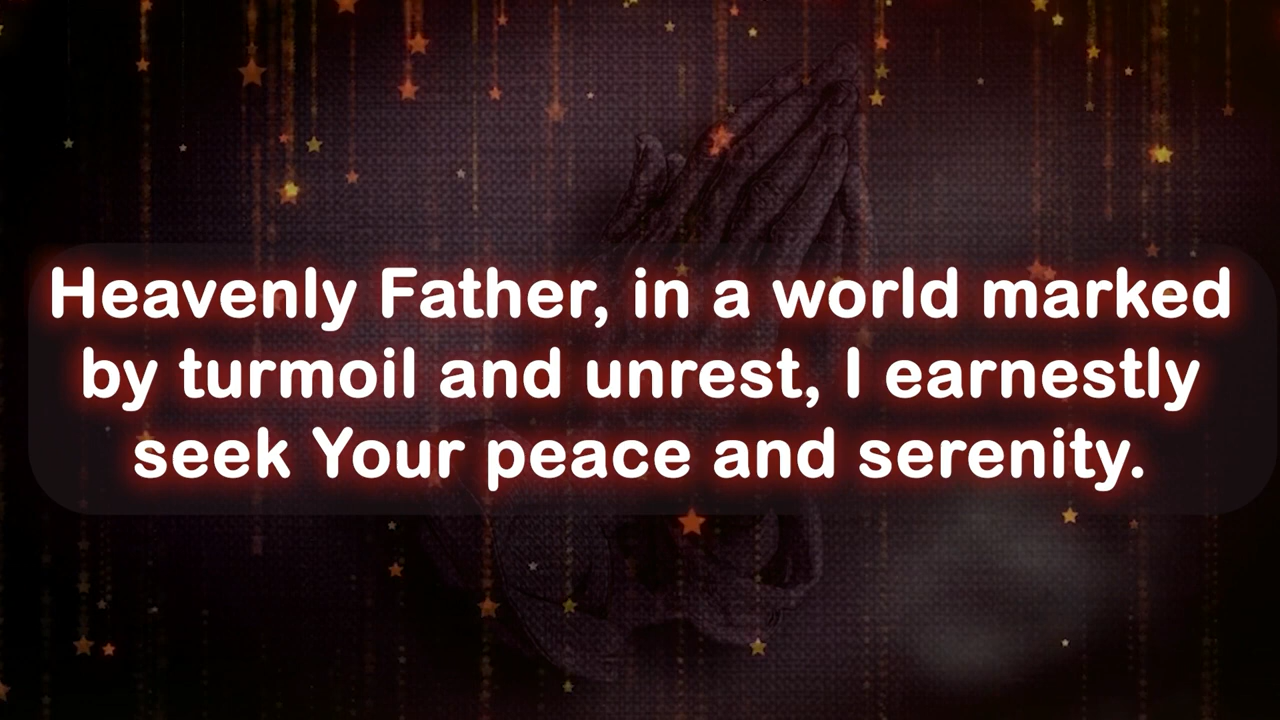 Heavenly Father, in a world marked
by turmoil and unrest, I earnestly
seek Your peace and serenity.